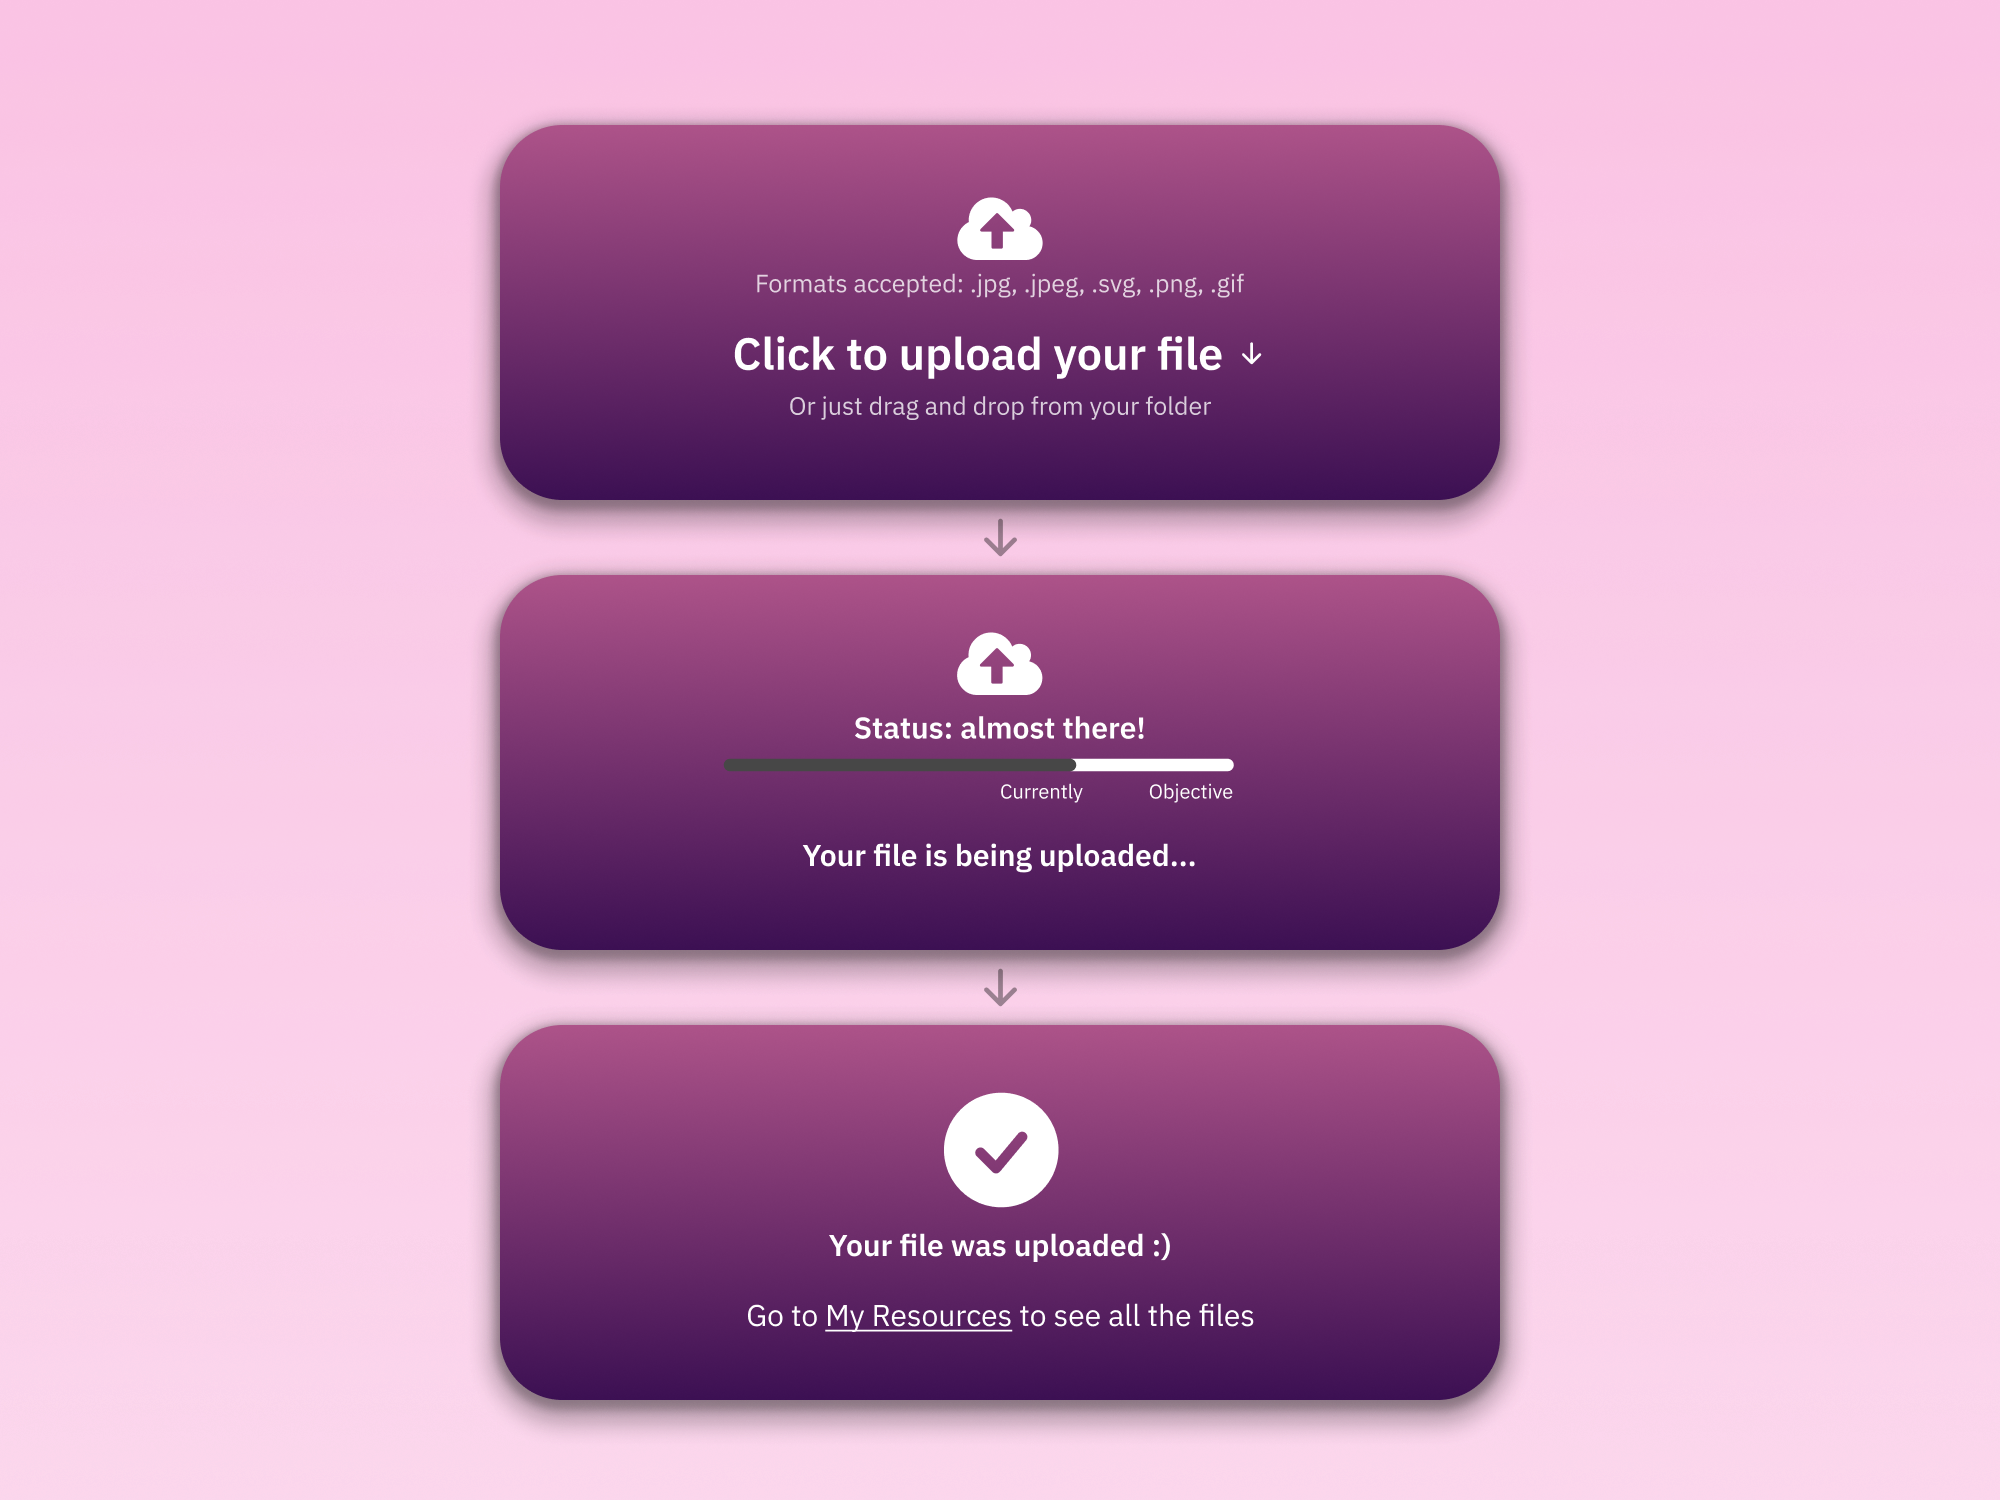 Formats accepted: .jpg, .jpeg, .svg, .png, .gif
Click to upload your file ↓
Or just drag and drop from your folder
Status: almost there!
Currently Objective
Your file is being uploaded...
Your file was uploaded :)
Go to My Resources to see all the files